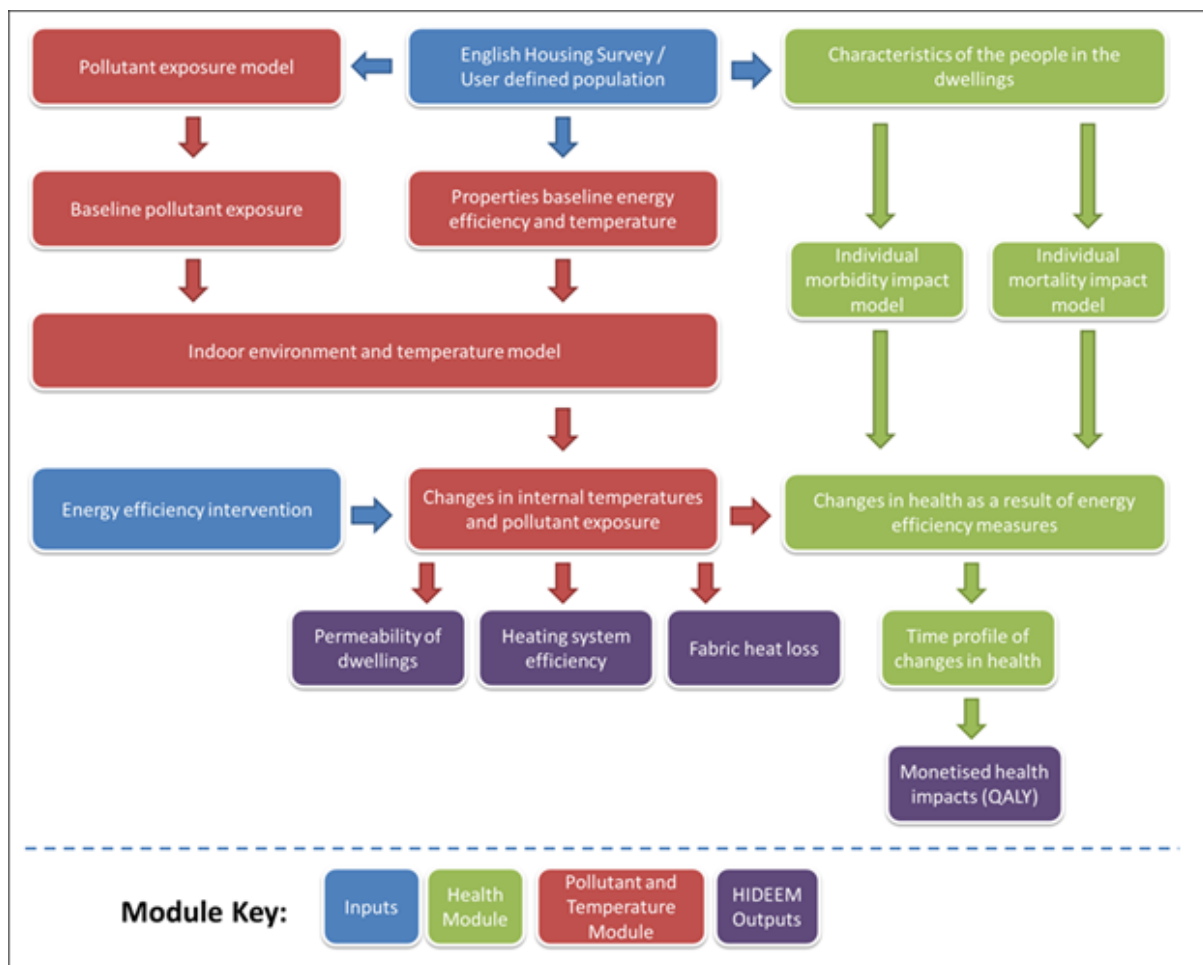 Pollutant exposure model
English Housing Survey /
User defined population
Characteristics of the people in the
dwellings
Baseline pollutant exposure
Properties baseline energy
efficiency and temperature
Individual
morbidity impact
model
Individual
mortality impact
model
Indoor environment and temperature model
Energy efficiency intervention
Changes in internal temperatures
and pollutant exposure
Changes in health as a result of energy
efficiency measures
Permeability of
dwellings
Heating system
efficiency
Fabric heat loss
Time profile of
changes in health
Monetised health
impacts (QALY)
Module Key:
Inputs
Health
Module
Pollutant and
Temperature
Module
HIDEEM
Outputs